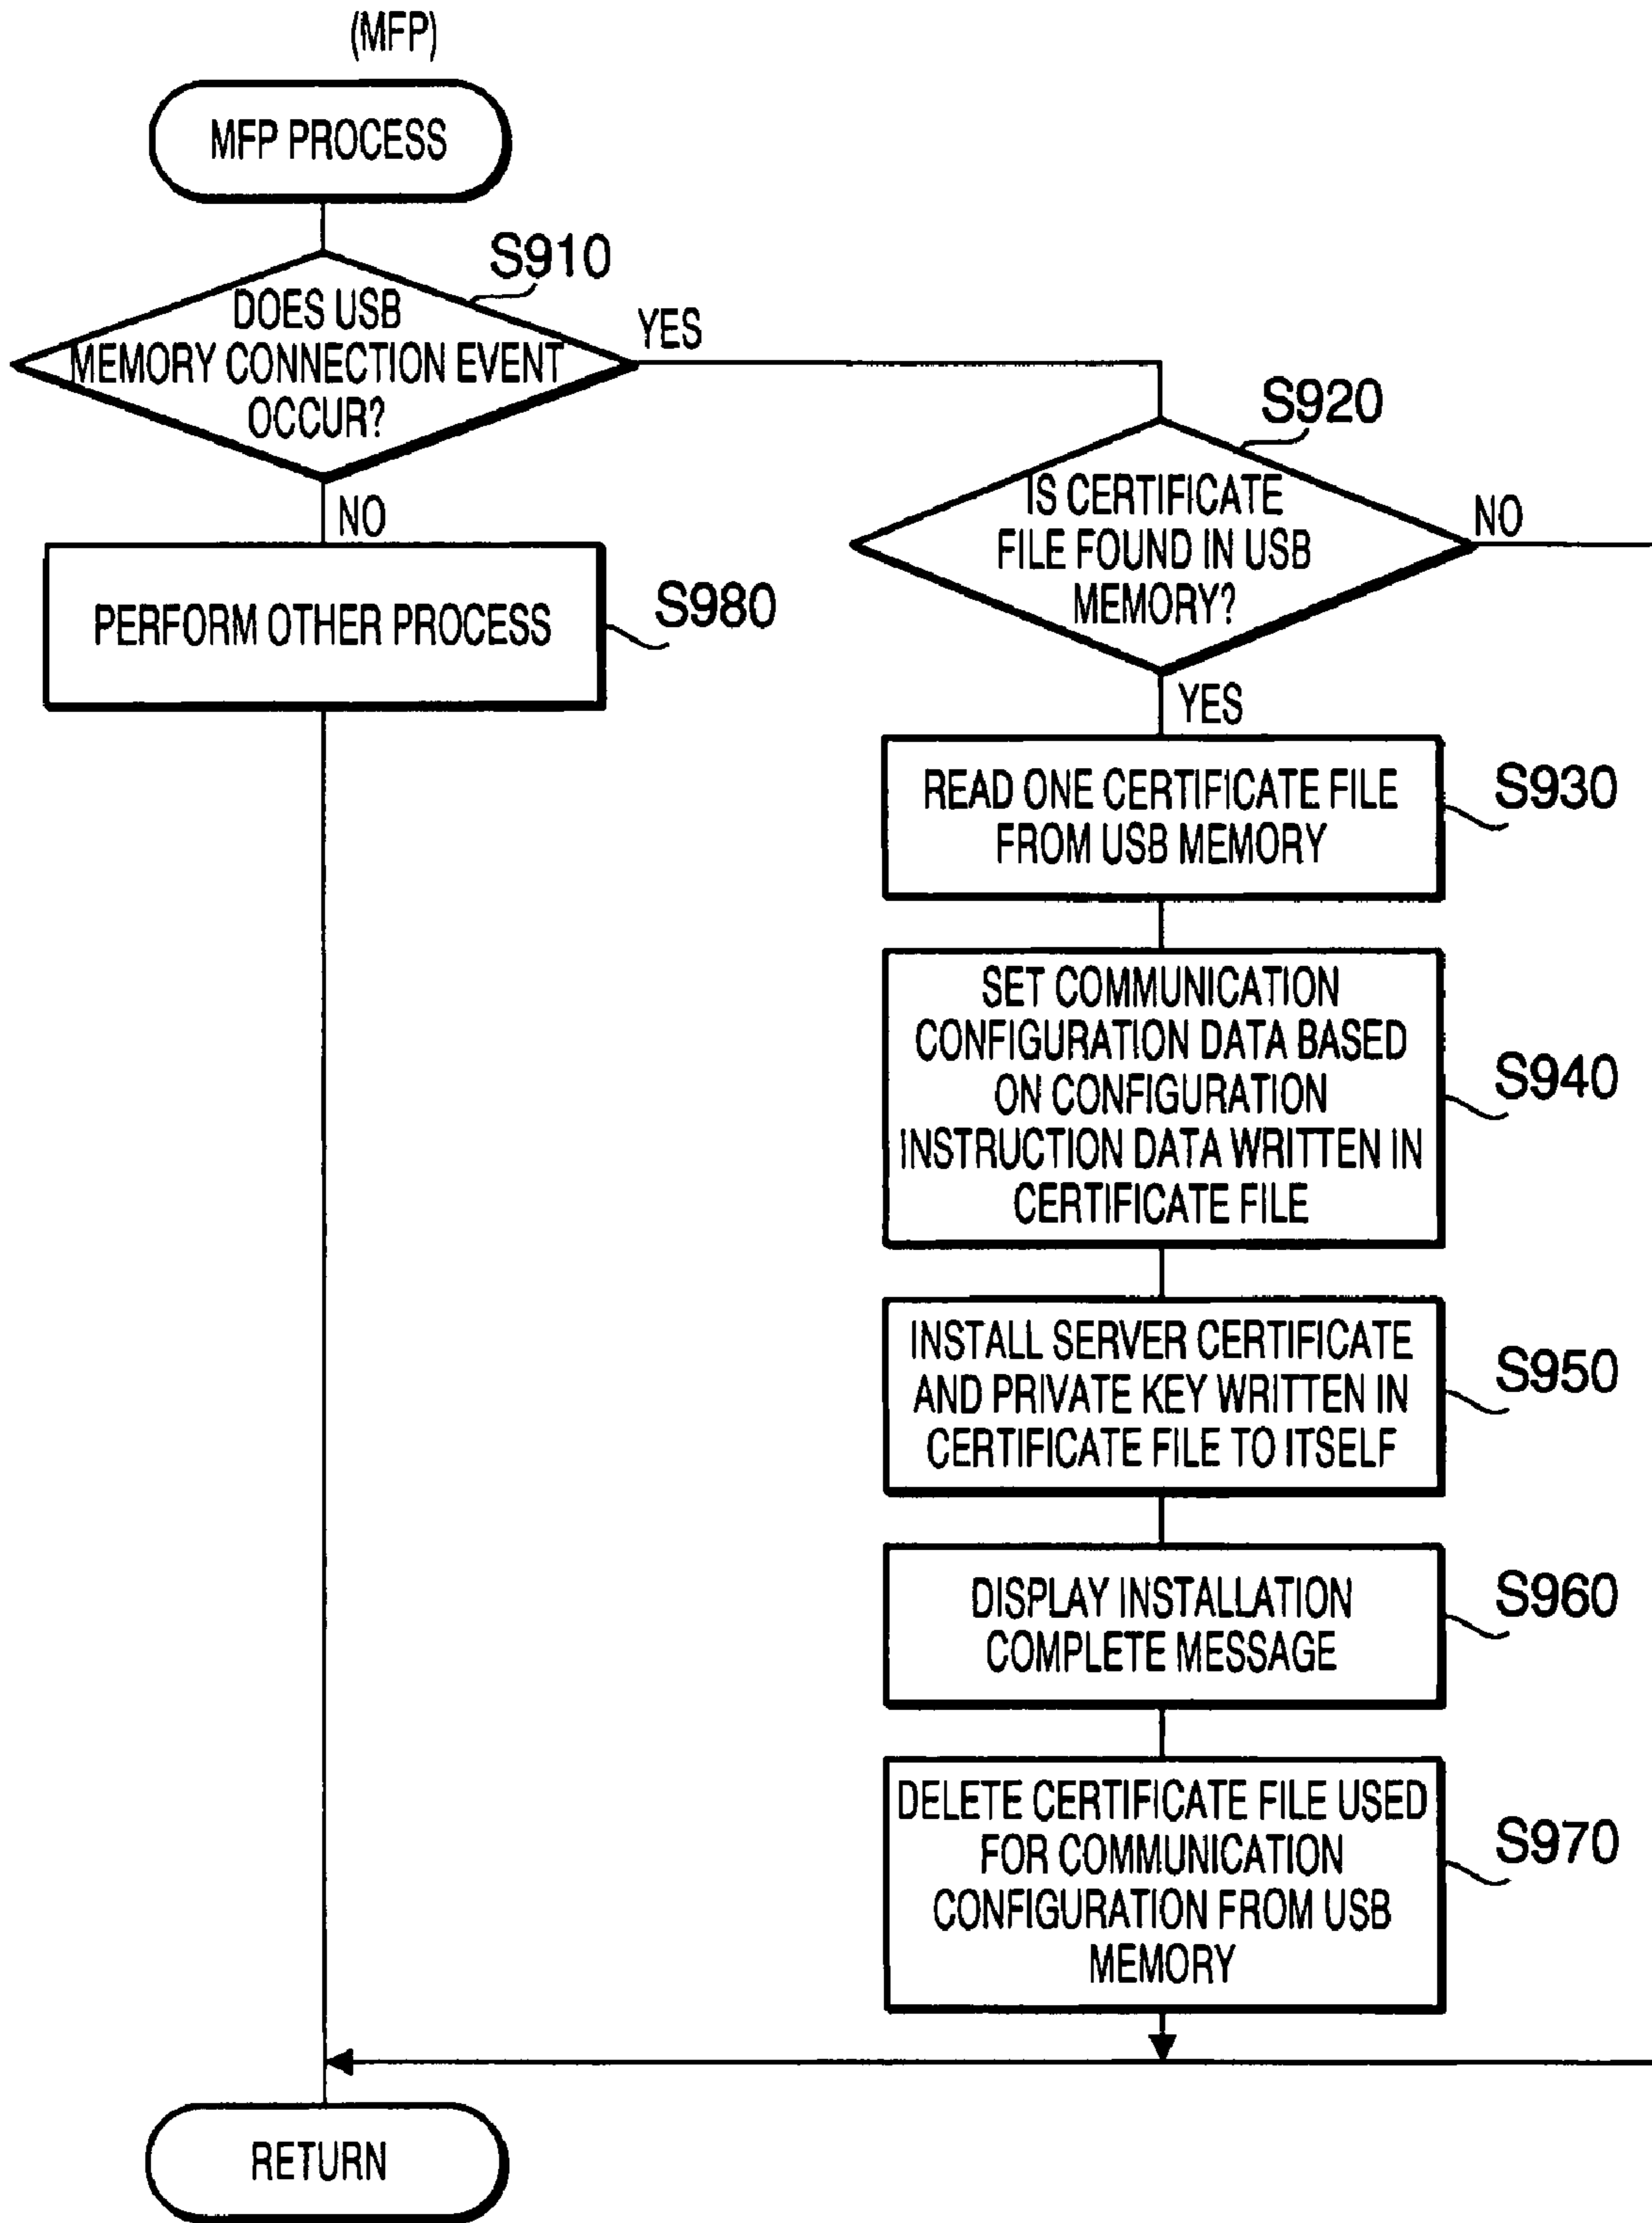 (MFP)
MFP PROCESS
S910
DOES USB
MEMORY CONNECTION EVENT
OCCUR?
YES
NO
S920
IS CERTIFICATE
FILE FOUND IN USB
MEMORY?
NO
YES
PERFORM OTHER PROCESS
S980
READ ONE CERTIFICATE FILE
FROM USB MEMORY
S930
SET COMMUNICATION
CONFIGURATION DATA BASED
ON CONFIGURATION
INSTRUCTION DATA WRITTEN IN
CERTIFICATE FILE
S940
INSTALL SERVER CERTIFICATE
AND PRIVATE KEY WRITTEN IN
CERTIFICATE FILE TO ITSELF
S950
DISPLAY INSTALLATION
COMPLETE MESSAGE
S960
DELETE CERTIFICATE FILE USED
FOR COMMUNICATION
CONFIGURATION FROM USB
MEMORY
S970
RETURN